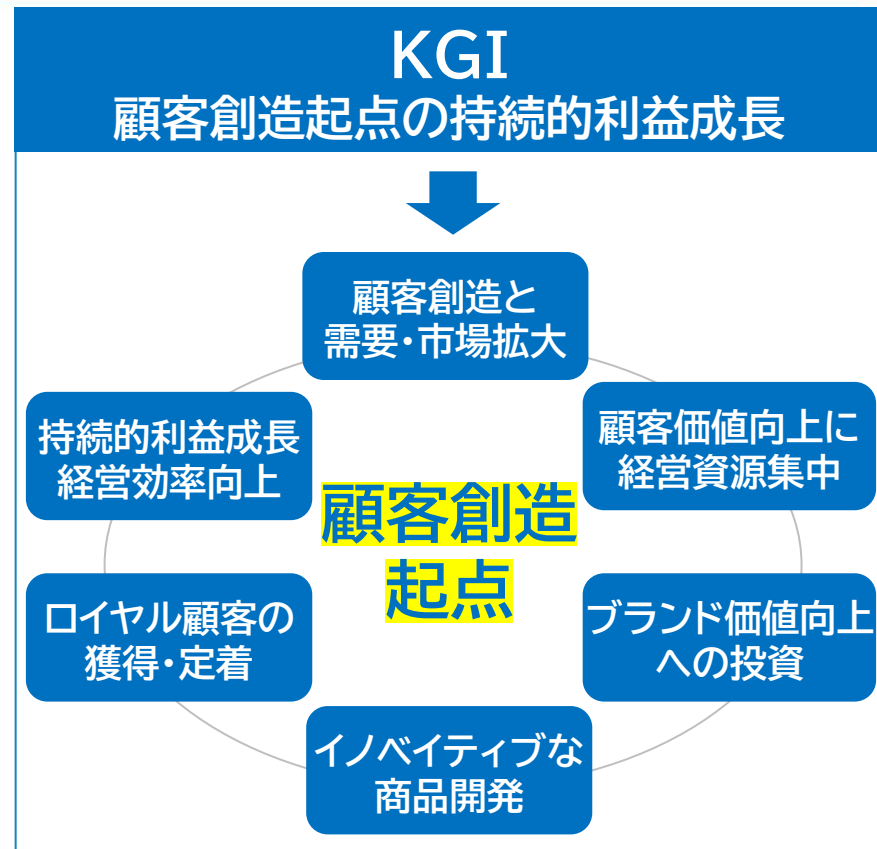 KGI
顧客創造起点の持続的利益成長
顧客創造と
需要・市場拡大
顧客価値向上に
経営資源集中
ブランド価値向上
への投資
イノベイティブな
商品開発
ロイヤル顧客の
獲得・定着
持続的利益成長
経営効率向上
顧客創造
起点